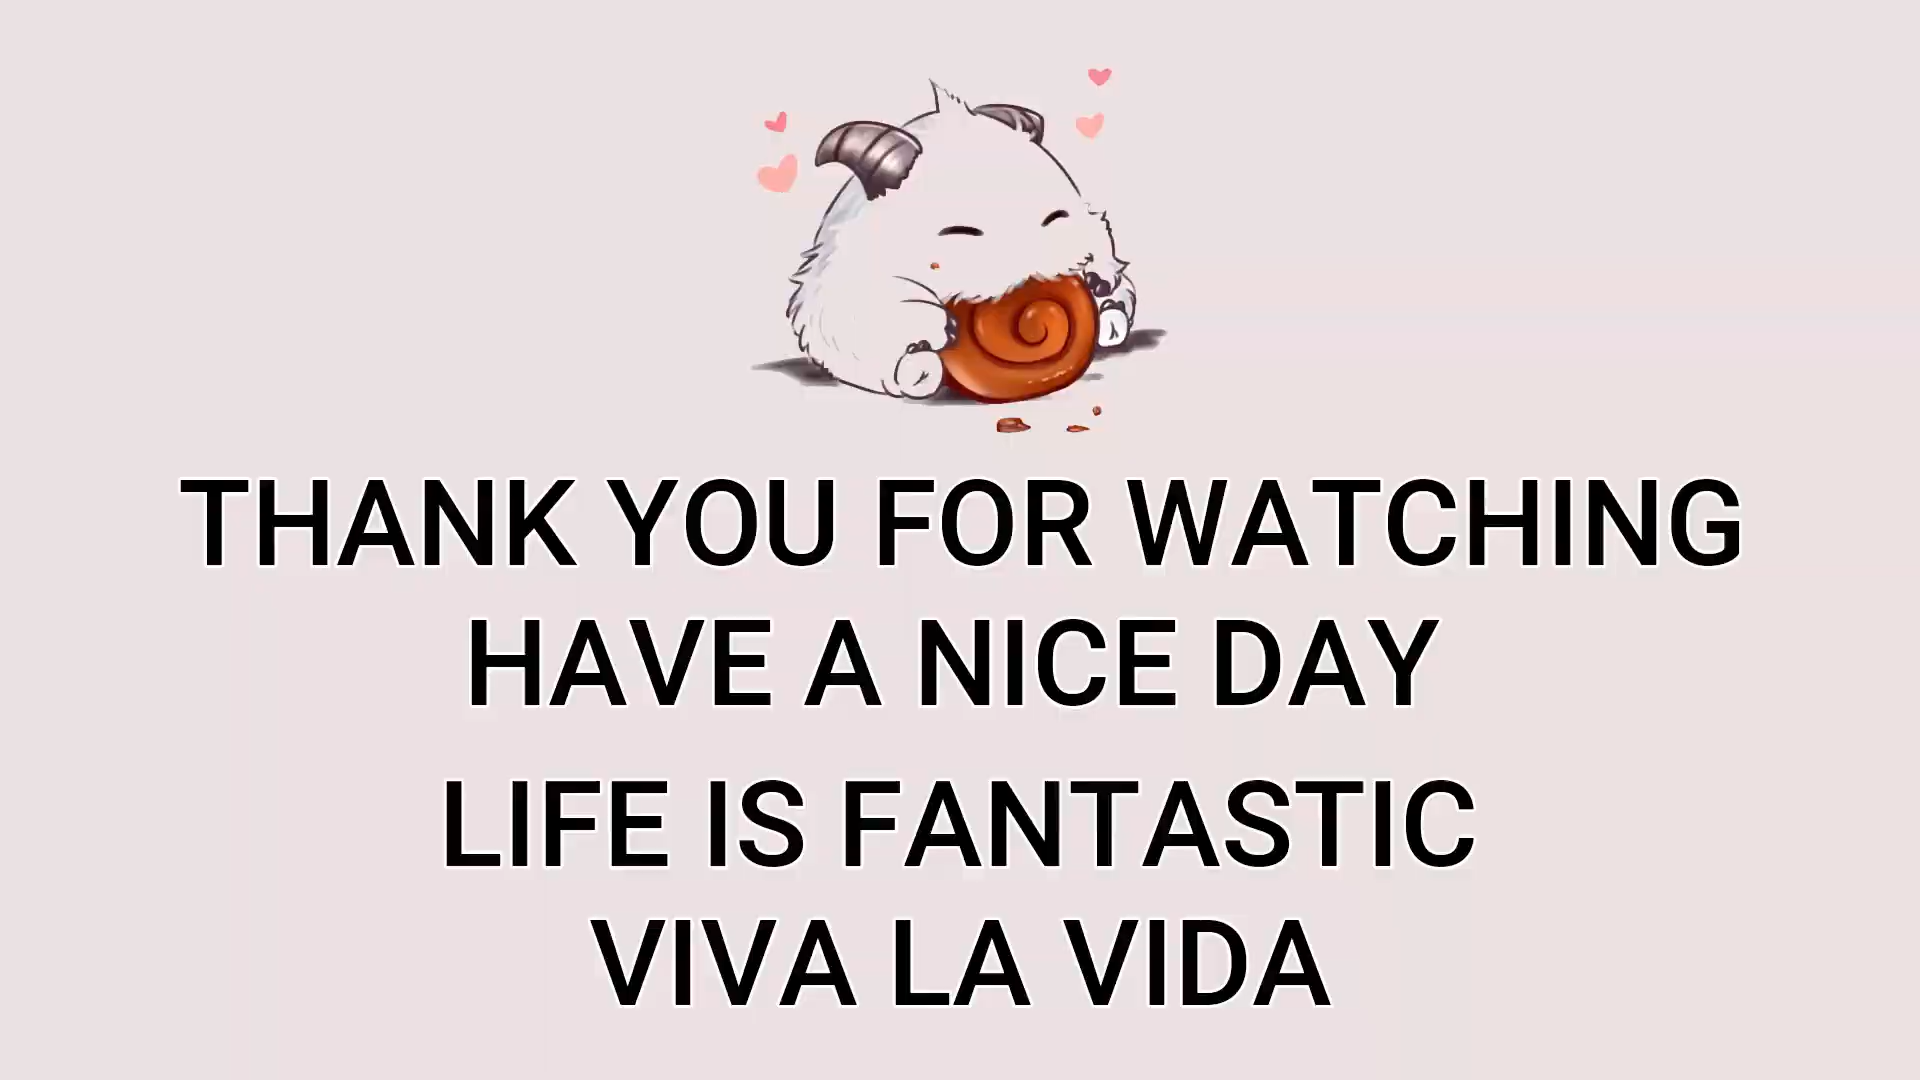 THANK YOU FOR WATCHING
HAVE A NICE DAY
LIFE IS FANTASTIC
VIVA LA VIDA